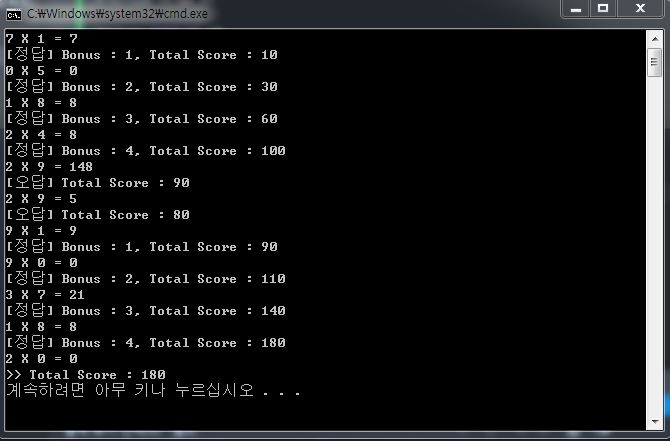 C:₩Windows₩system32₩cmd.exe
7 X 1 = 7
[정답] Bonus : 1, Total Score : 10
0 X 5 = 0
[정답] Bonus : 2, Total Score : 30
1 X 8 = 8
[정답] Bonus : 3, Total Score : 60
2 X 4 = 8
[정답] Bonus : 4, Total Score : 100
2 X 9 = 148
[오답] Total Score : 90
2 X 9 = 5
[오답] Total Score : 80
9 X 1 = 9
[정답] Bonus : 1, Total Score : 90
9 X 0 = 0
[정답] Bonus : 2, Total Score : 110
3 X 7 = 21
[정답] Bonus : 3, Total Score : 140
1 X 8 = 8
[정답] Bonus : 4, Total Score : 180
2 X 0 = 0
>> Total Score : 180
계속하려면 아무 키나 누르십시오 . . .